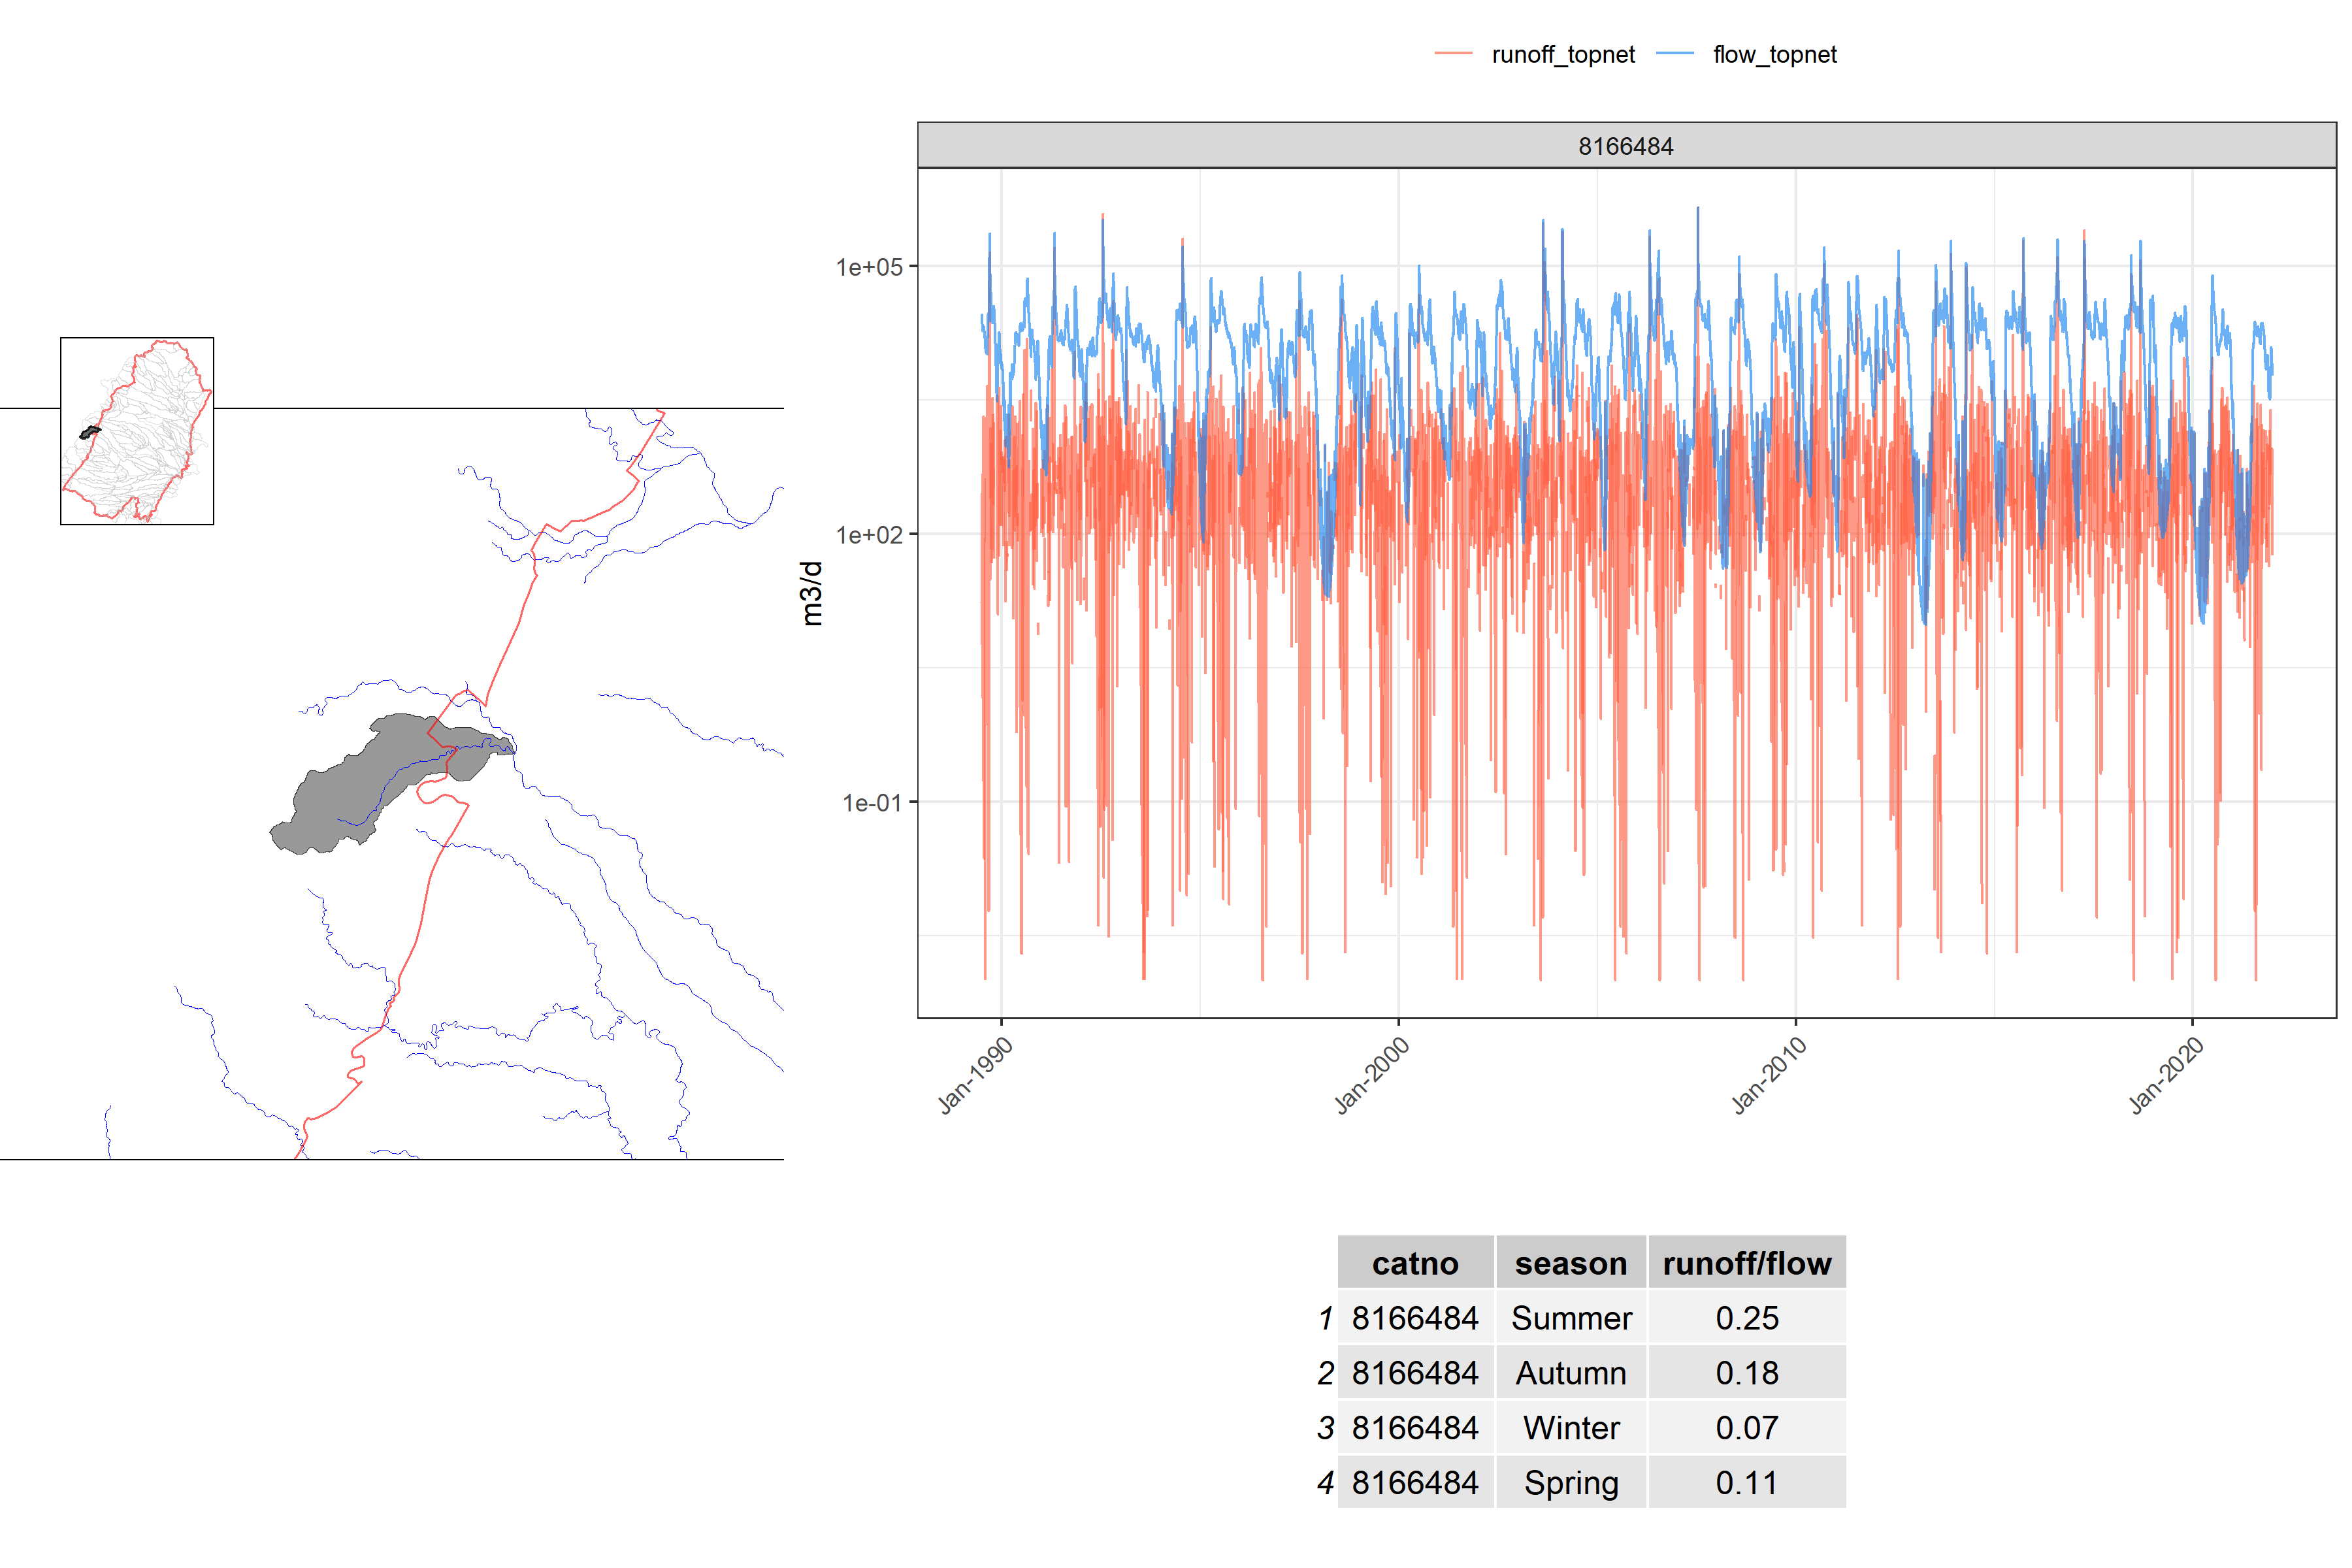 runoff_topnet flow_topnet
8166484
1e+05
1e+02
1e-01
m3/d
Jan-1990 Jan-2000 Jan-2010 Jan-2020
catno season runoff/flow
1 8166484 Summer 0.25
2 8166484 Autumn 0.18
3 8166484 Winter 0.07
4 8166484 Spring 0.11